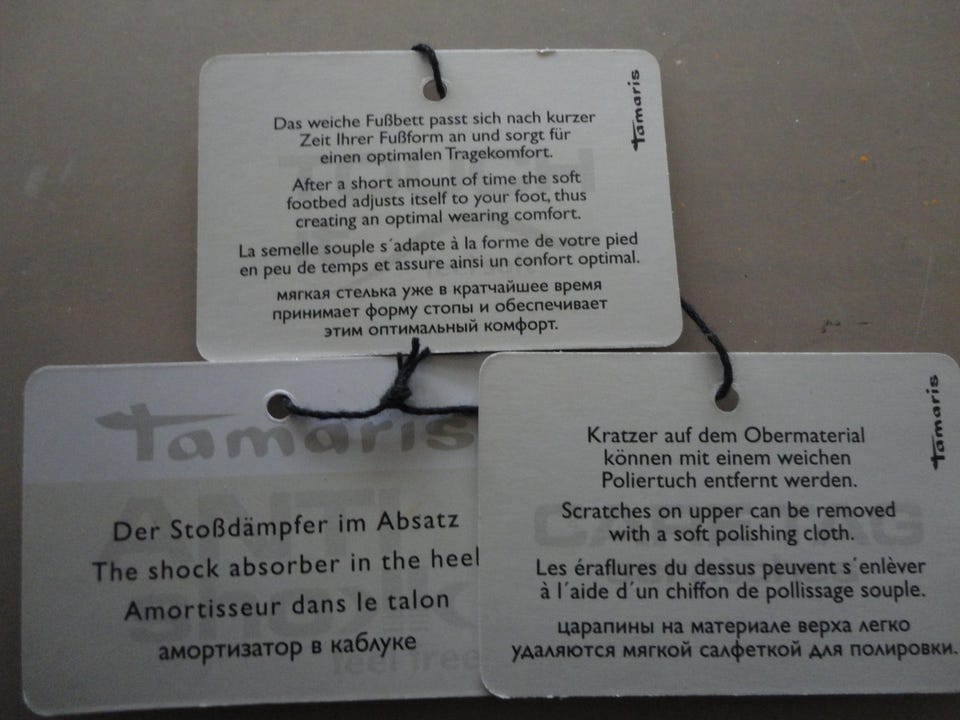 tamaris
Das weiche Fußbett passt sich nach kurzer
Zeit Ihrer Fußform an und sorgt für
einen optimalen Tragekomfort.
After a short amount of time the soft
footbed adjusts itself to your foot, thus
creating an optimal wearing comfort.
La semelle souple s´adapte à la forme de votre pied
en peu de temps et assure ainsi un confort optimal.
мягкая стелька уже в кратчайшее время
принимает форму стопы и обеспечивает
этим оптимальный комфорт.
tamaris
ANTI
Der Stoßdämpfer im Absatz
The shock absorber in the heel
Amortisseur dans le talon
амортизатор в каблуке
feel free
tamaris
Kratzer auf dem Obermaterial
können mit einem weichen
Poliertuch entfernt werden.
Scratches on upper can be removed
with a soft polishing cloth.
Les éraflures du dessus peuvent s´enlèver
à l´aide d´un chiffon de pollissage souple.
царапины на материале верха легко
удаляются мягкой салфеткой для полировки.